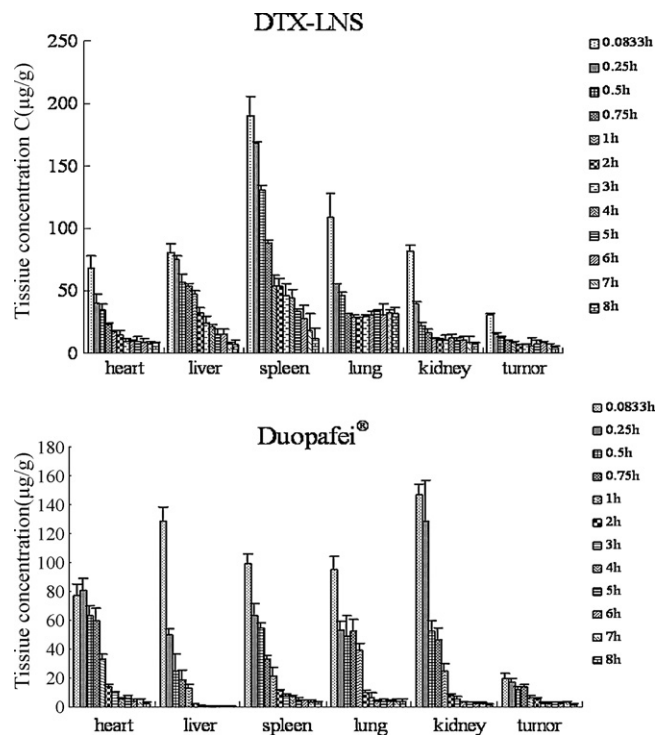 DTX-LNS
Tissiue concentration C(µg/g)
250
200
150
100
50
0
heart liver spleen lung kidney tumor
0.0833h
0.25h
0.5h
0.75h
1h
2h
3h
4h
5h
6h
7h
8h
Duopafei®
Tissiue concentration(µg/g)
180
160
140
120
100
80
60
40
20
0
heart liver spleen lung kidney tumor
0.0833h
0.25h
0.5h
0.75h
1h
2h
3h
4h
5h
6h
7h
8h